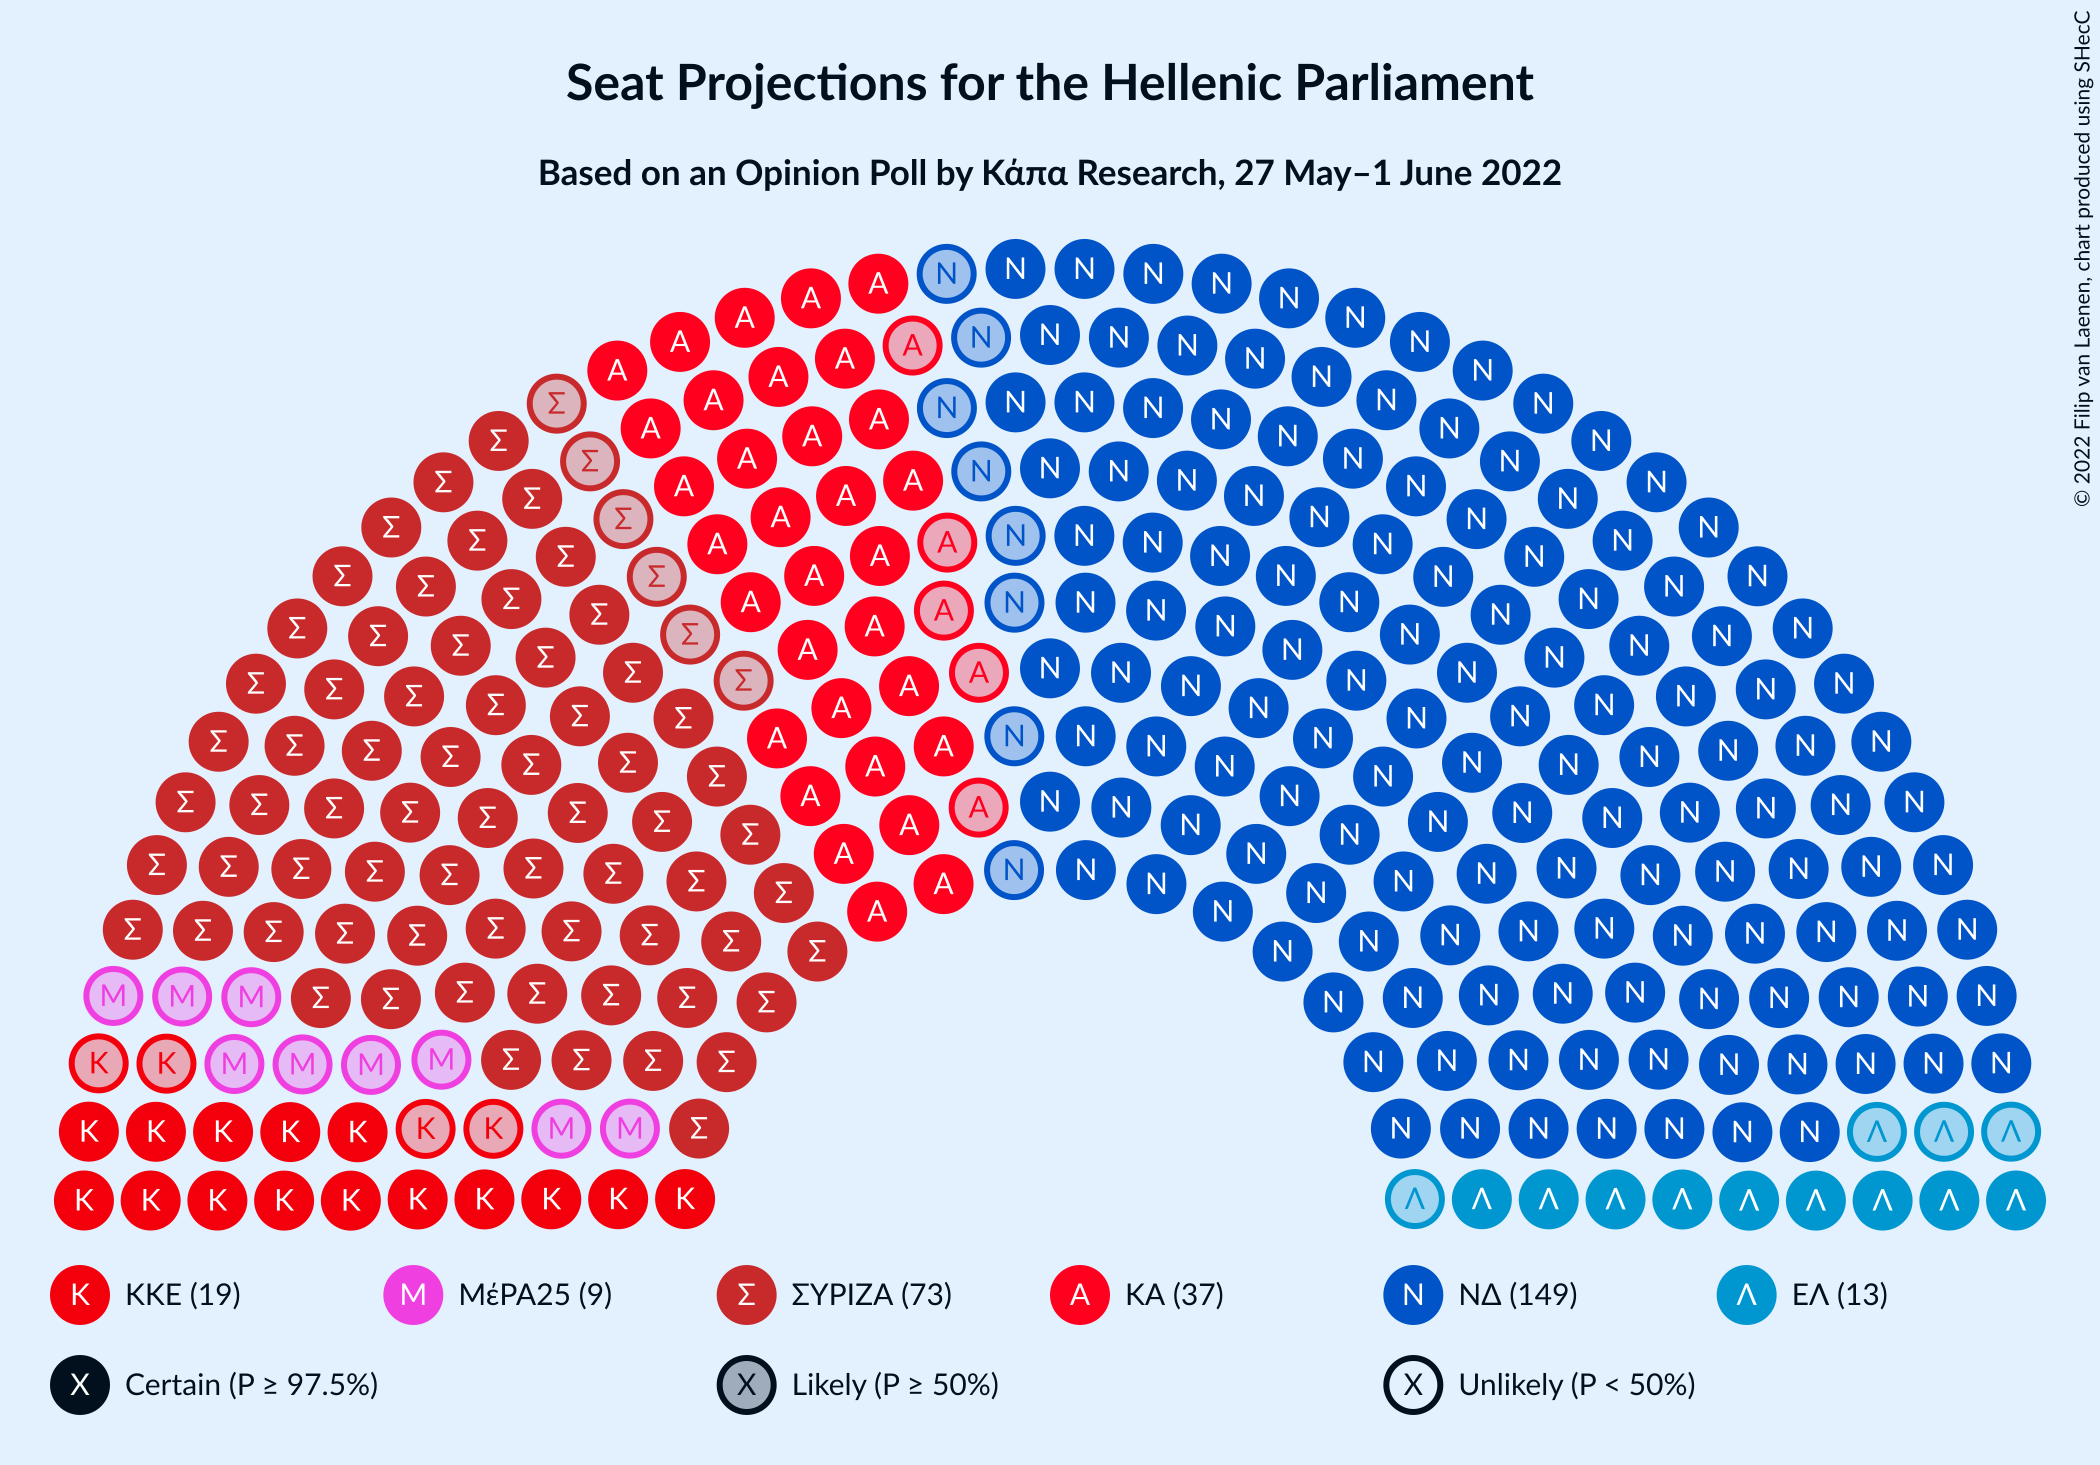 Seat Projections for the Hellenic Parliament
Based on an Opinion Poll by Κάπα Research, 27 May–1 June 2022
© 2022 Filip van Laenen, chart produced using SHecC
Κ ΚΚΕ (19) Μ ΜέΡΑ25 (9) Σ ΣΥΡΙΖΑ (73) Α ΚΑ (37) Ν ΝΔ (149) Λ ΕΛ (13)
X Certain (P ≥ 97.5%) X Likely (P ≥ 50%) X Unlikely (P < 50%)